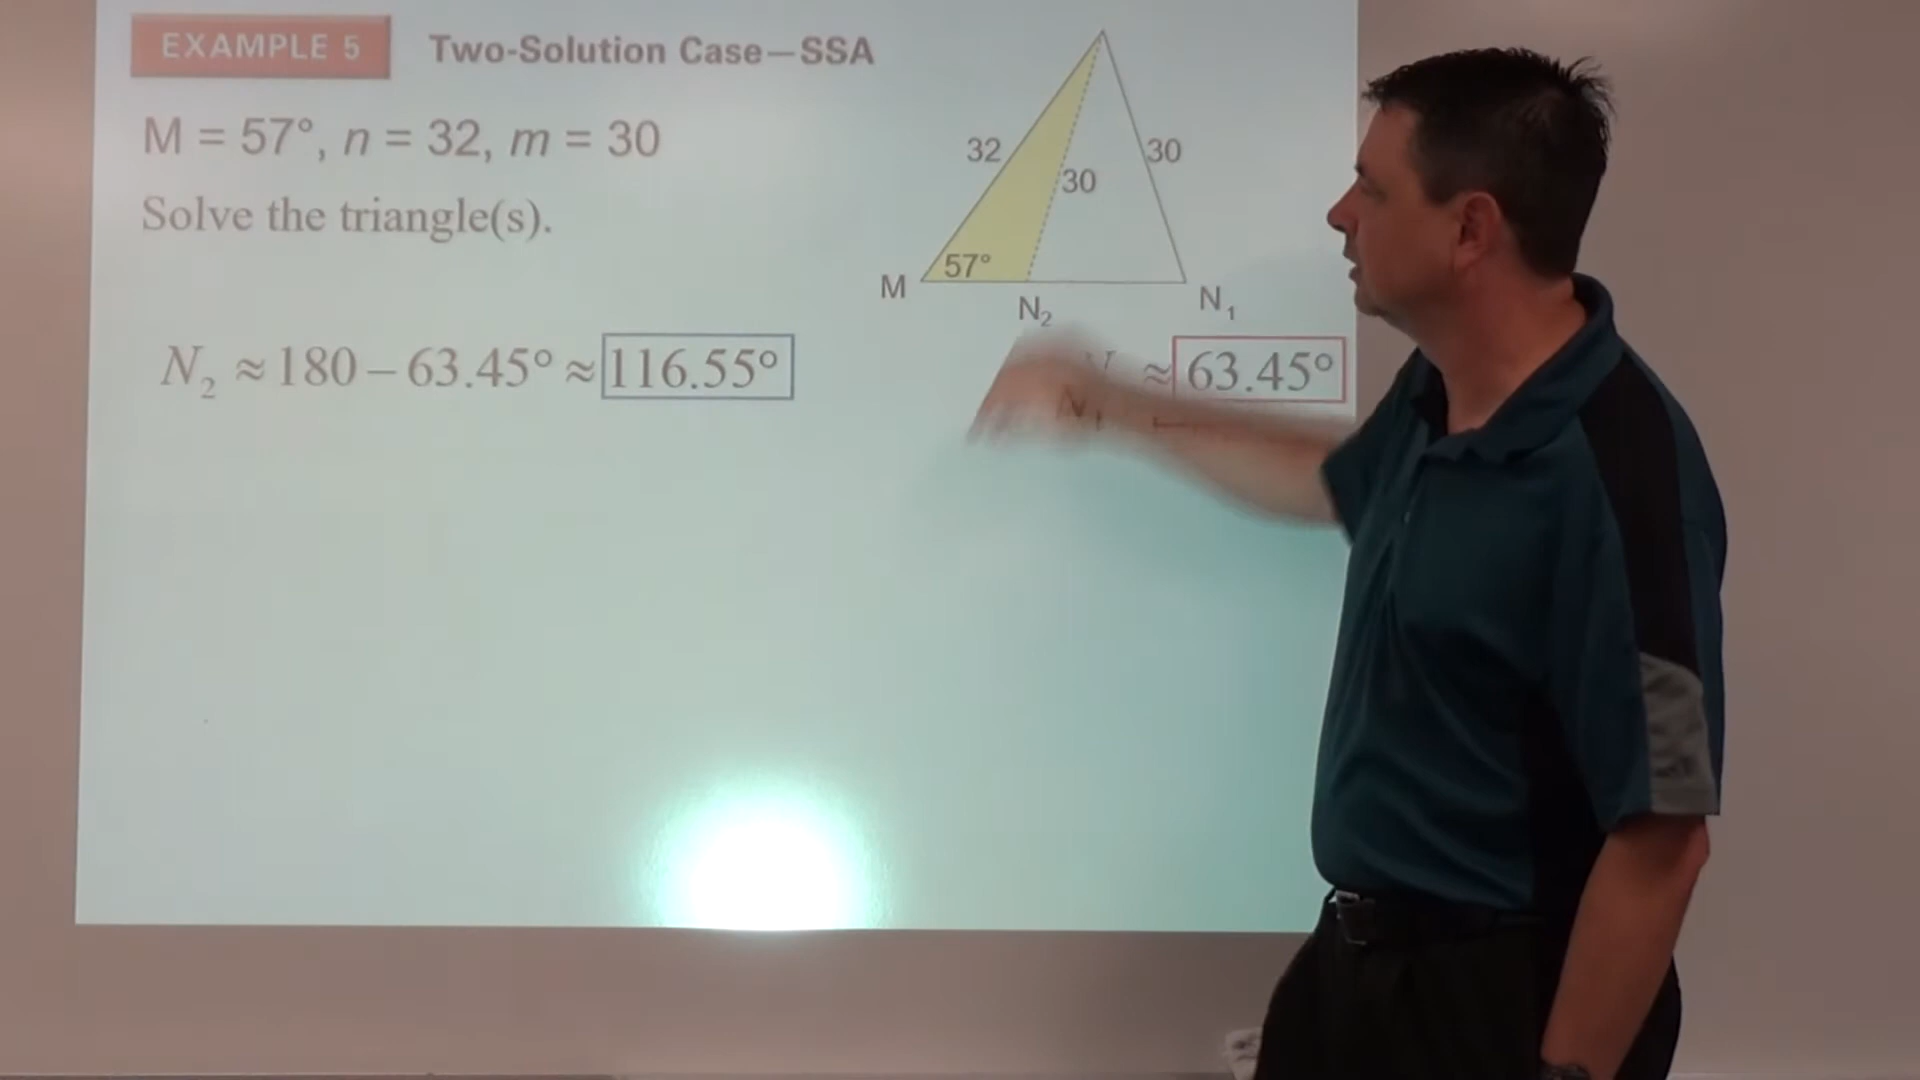 EXAMPLE 5 Two-Solution Case—SSA
M = 57°, n = 32, m = 30
Solve the triangle(s).
32
30
30
57°
M
N₂
N₁
N₂ ≈ 180 – 63.45° ≈ 116.55°
≈ 63.45°